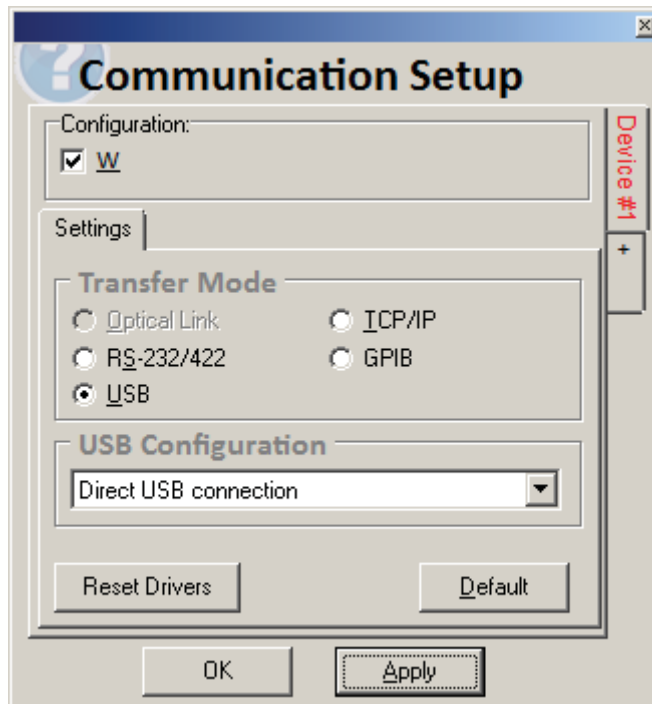 Communication Setup
Configuration:
W
Device #1
+
Settings
Transfer Mode
Optical Link
TCP/IP
RS-232/422
GPIB
USB
USB Configuration
Direct USB connection
Reset Drivers
Default
OK
Apply